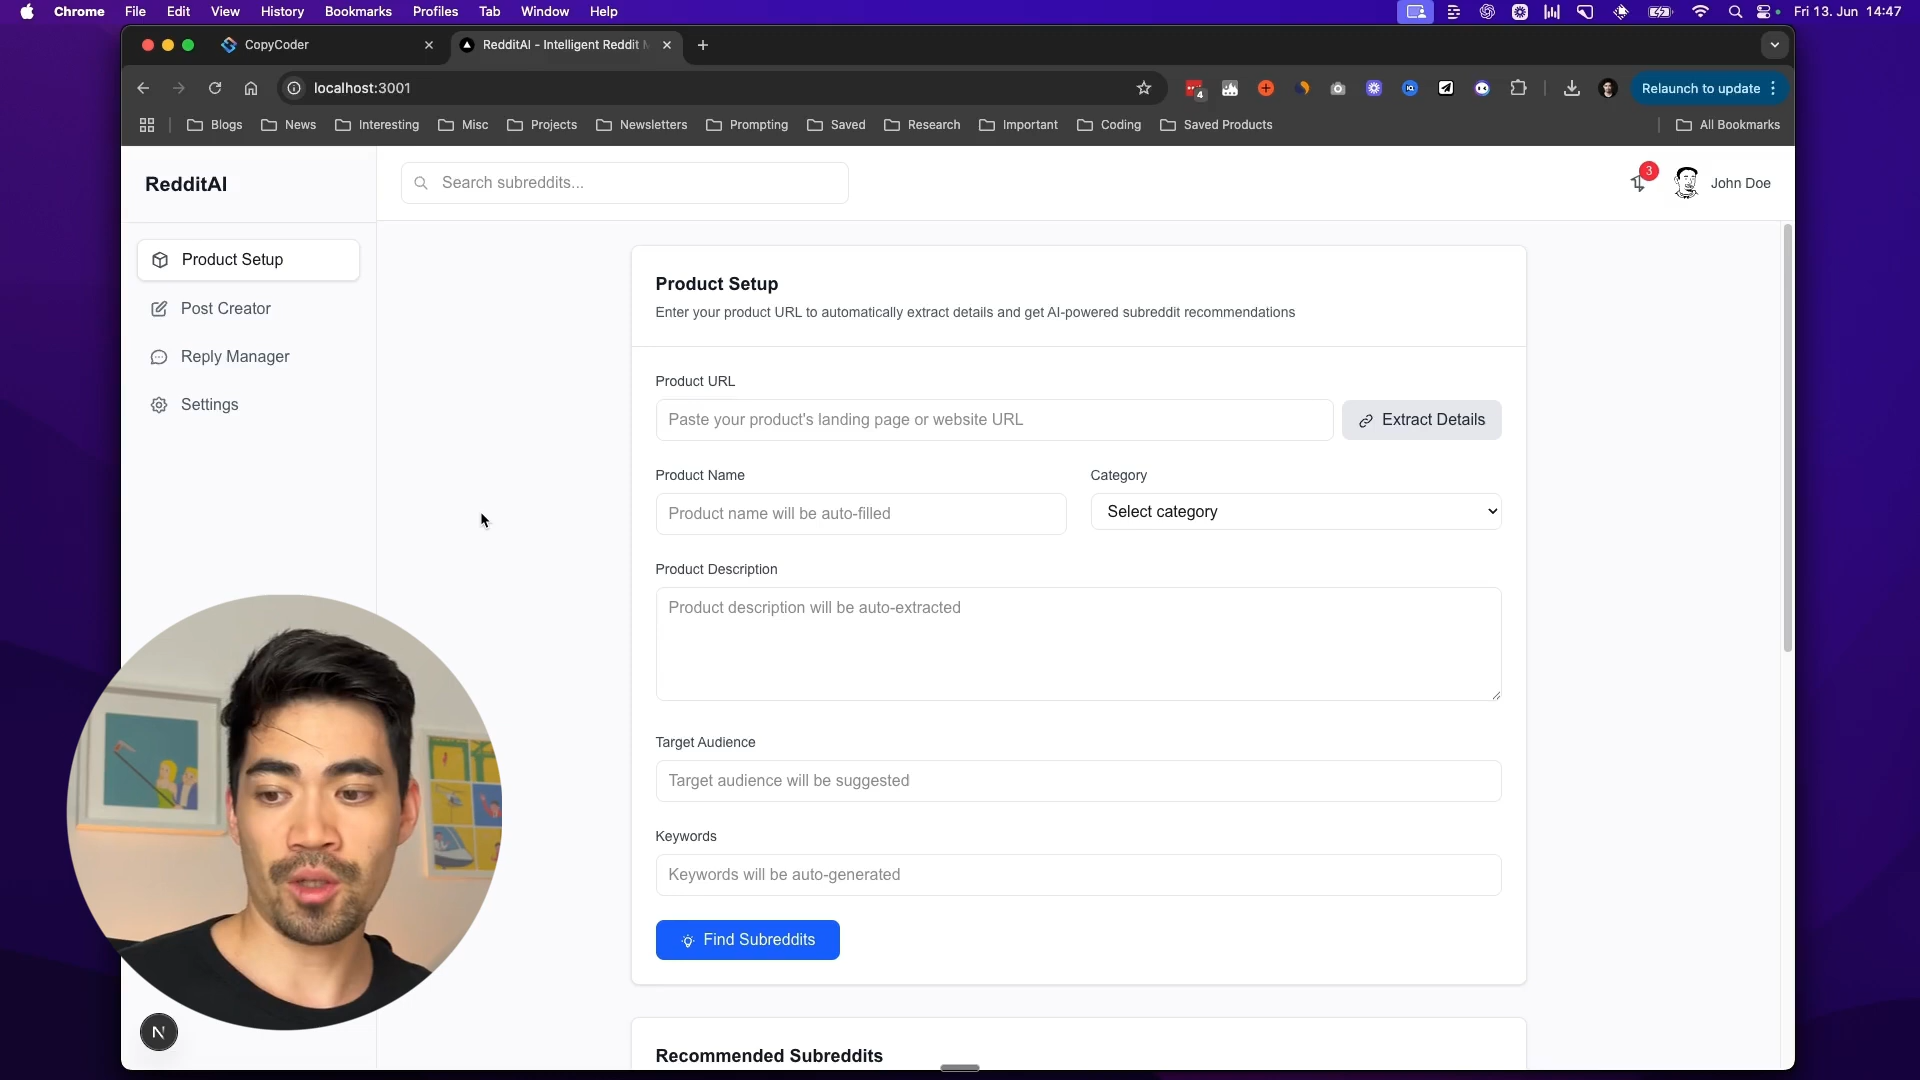 Chrome File Edit View History Bookmarks Profiles Tab Window Help
Fri 13. Jun 14:47
CopyCoder
RedditAI - Intelligent Reddit
localhost:3001
4
Relaunch to update
Blogs News Interesting Misc Projects Newsletters Prompting Saved Research Important Coding Saved Products
All Bookmarks
RedditAI
Search subreddits...
3
John Doe
Product Setup
Post Creator
Reply Manager
Settings
Product Setup
Enter your product URL to automatically extract details and get AI-powered subreddit recommendations
Product URL
Paste your product's landing page or website URL
Extract Details
Product Name
Category
Product name will be auto-filled
Select category
Product Description
Product description will be auto-extracted
Target Audience
Target audience will be suggested
Keywords
Keywords will be auto-generated
Find Subreddits
N
Recommended Subreddits